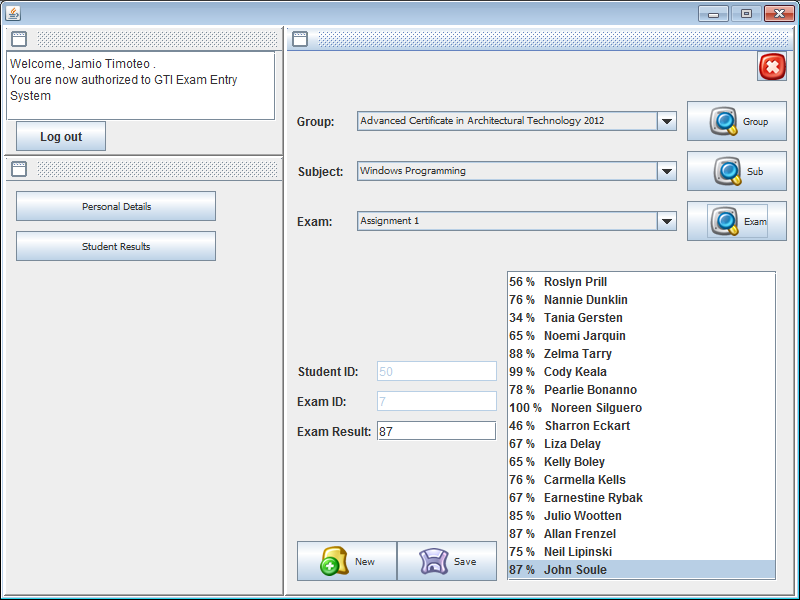 Welcome, Jamio Timoteo .
You are now authorized to GTI Exam Entry
System
Log out
Personal Details
Student Results
Group: Advanced Certificate in Architectural Technology 2012 Group
Subject: Windows Programming Sub
Exam: Assignment 1 Exam
Student ID: 50
Exam ID: 7
Exam Result: 87
New Save
56 % Roslyn Prill
76 % Nannie Dunklin
34 % Tania Gersten
65 % Noemi Jarquin
88 % Zelma Tarry
99 % Cody Keala
78 % Pearlie Bonanno
100 % Noreen Silguero
46 % Sharron Eckart
67 % Liza Delay
65 % Kelly Boley
76 % Carmella Kells
67 % Earnestine Rybak
85 % Julio Wootten
87 % Allan Frenzel
75 % Neil Lipinski
87 % John Soule